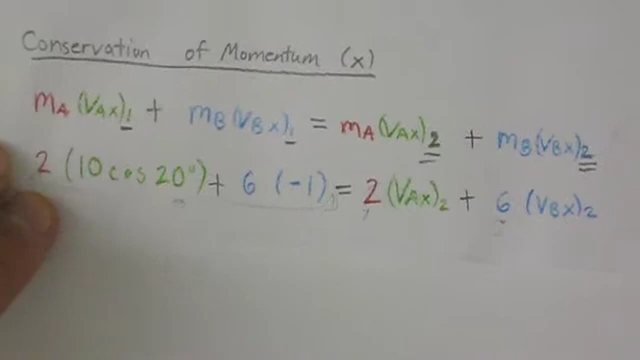 Conservation of Momentum (x)
mA(VAx)1 + mB(VBx)1 = mA(VAx)2 + mB(VBx)2
2 (10cos20°) + 6 (-1) = 2 (VAx)2 + 6 (VBx)2